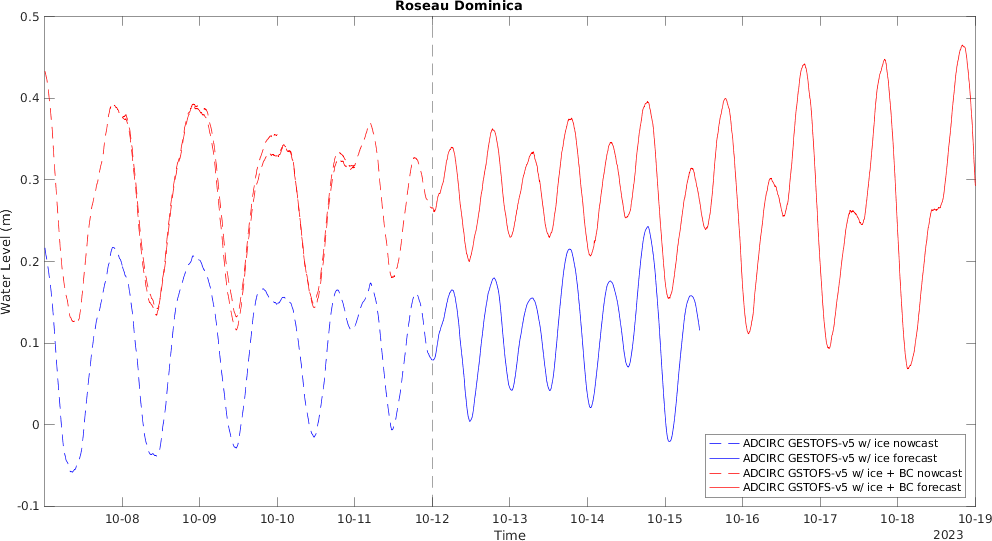 Roseau Dominica
0.5
0.4
0.3
0.2
0.1
0
-0.1
Water Level (m)
10-08 10-09 10-10 10-11 10-12 10-13 10-14 10-15 10-16 10-17 10-18 10-19
Time
2023
ADCIRC GESTOFS-v5 w/ ice nowcast
ADCIRC GESTOFS-v5 w/ ice forecast
ADCIRC GSTOFS-v5 w/ ice + BC nowcast
ADCIRC GSTOFS-v5 w/ ice + BC forecast